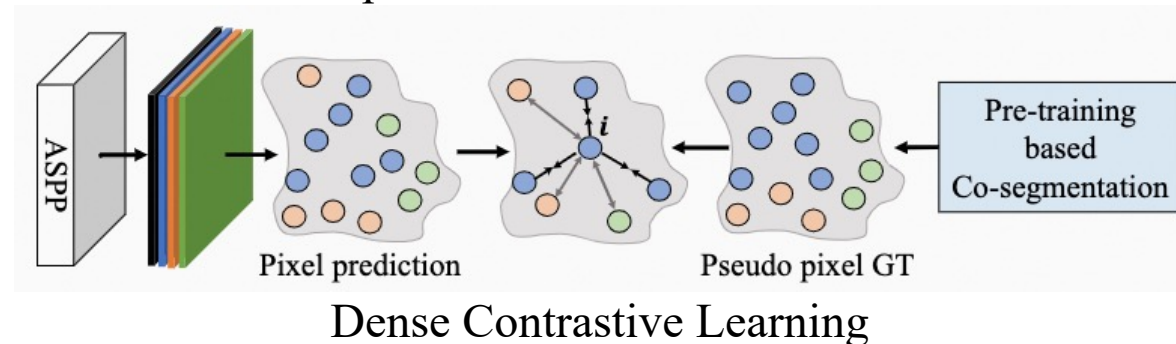 ASPP
i
Pixel prediction
Pseudo pixel GT
Pre-training
based
Co-segmentation
Dense Contrastive Learning